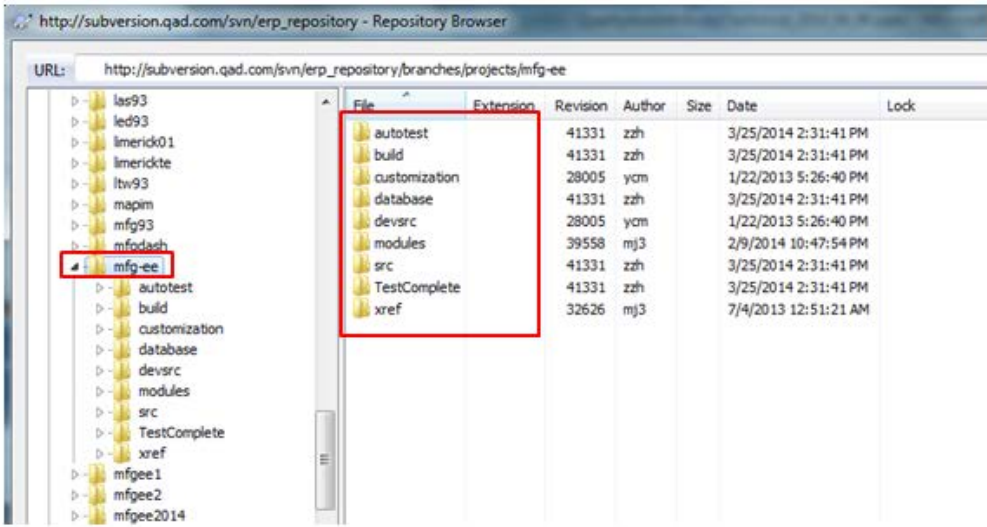 http://subversion.qad.com/svn/erp_repository - Repository Browser
URL: http://subversion.qad.com/svn/erp_repository/branches/projects/mfg-ee
las93
led93
limerick01
limerickte
ltw93
mapim
mfg93
mfodash
mfg-ee
autotest
build
customization
database
devsrc
modules
src
TestComplete
xref
mfgee1
mfgee2
mfgee2014
File Extension Revision Author Size Date Lock
autotest 41331 zzh 3/25/2014 2:31:41 PM
build 41331 zzh 3/25/2014 2:31:41 PM
customization 28005 ycm 1/22/2013 5:26:40 PM
database 41331 zzh 3/25/2014 2:31:41 PM
devsrc 28005 ycm 1/22/2013 5:26:40 PM
modules 39558 mj3 2/9/2014 10:47:54 PM
src 41331 zzh 3/25/2014 2:31:41 PM
TestComplete 41331 zzh 3/25/2014 2:31:41 PM
xref 32626 mj3 7/4/2013 12:51:21 AM